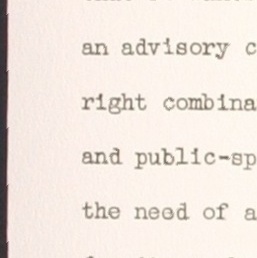 an advisory c
right combina
and public-sp
the need of a